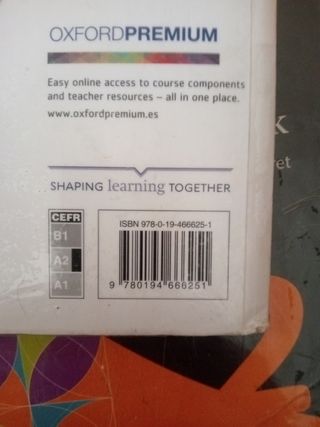 OXFORDPREMIUM
Easy online access to course components
and teacher resources – all in one place.
www.oxfordpremium.es
K
ret
SHAPING learning TOGETHER
CEFR
B1
A2
A1
ISBN 978-0-19-466625-1
9 780194 666251